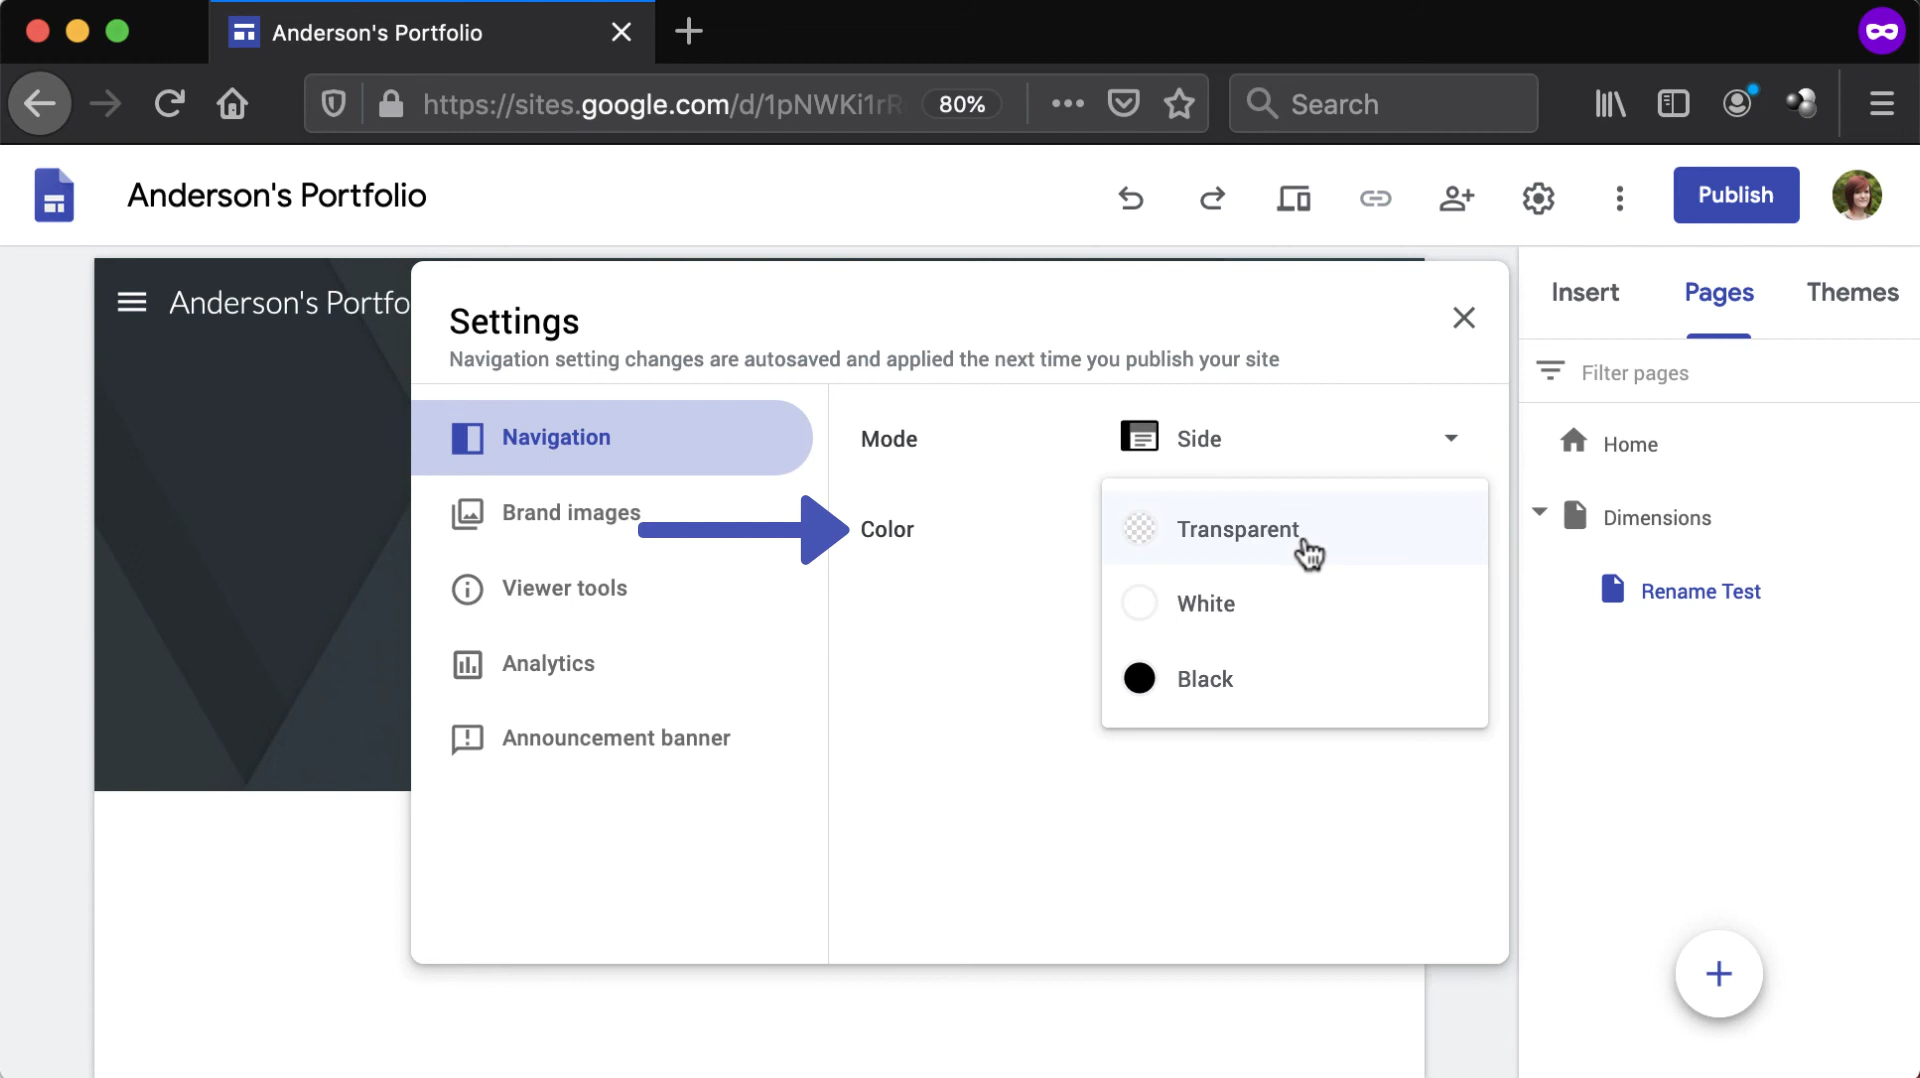 Anderson's Portfolio
https://sites.google.com/d/1pNWKi1rR
80%
Search
Anderson's Portfolio
Publish
Anderson's Portfo
Settings
Navigation setting changes are autosaved and applied the next time you publish your site
Navigation
Brand images
Viewer tools
Analytics
Announcement banner
Mode
Side
Color
Transparent
White
Black
Insert
Pages
Themes
Filter pages
Home
Dimensions
Rename Test